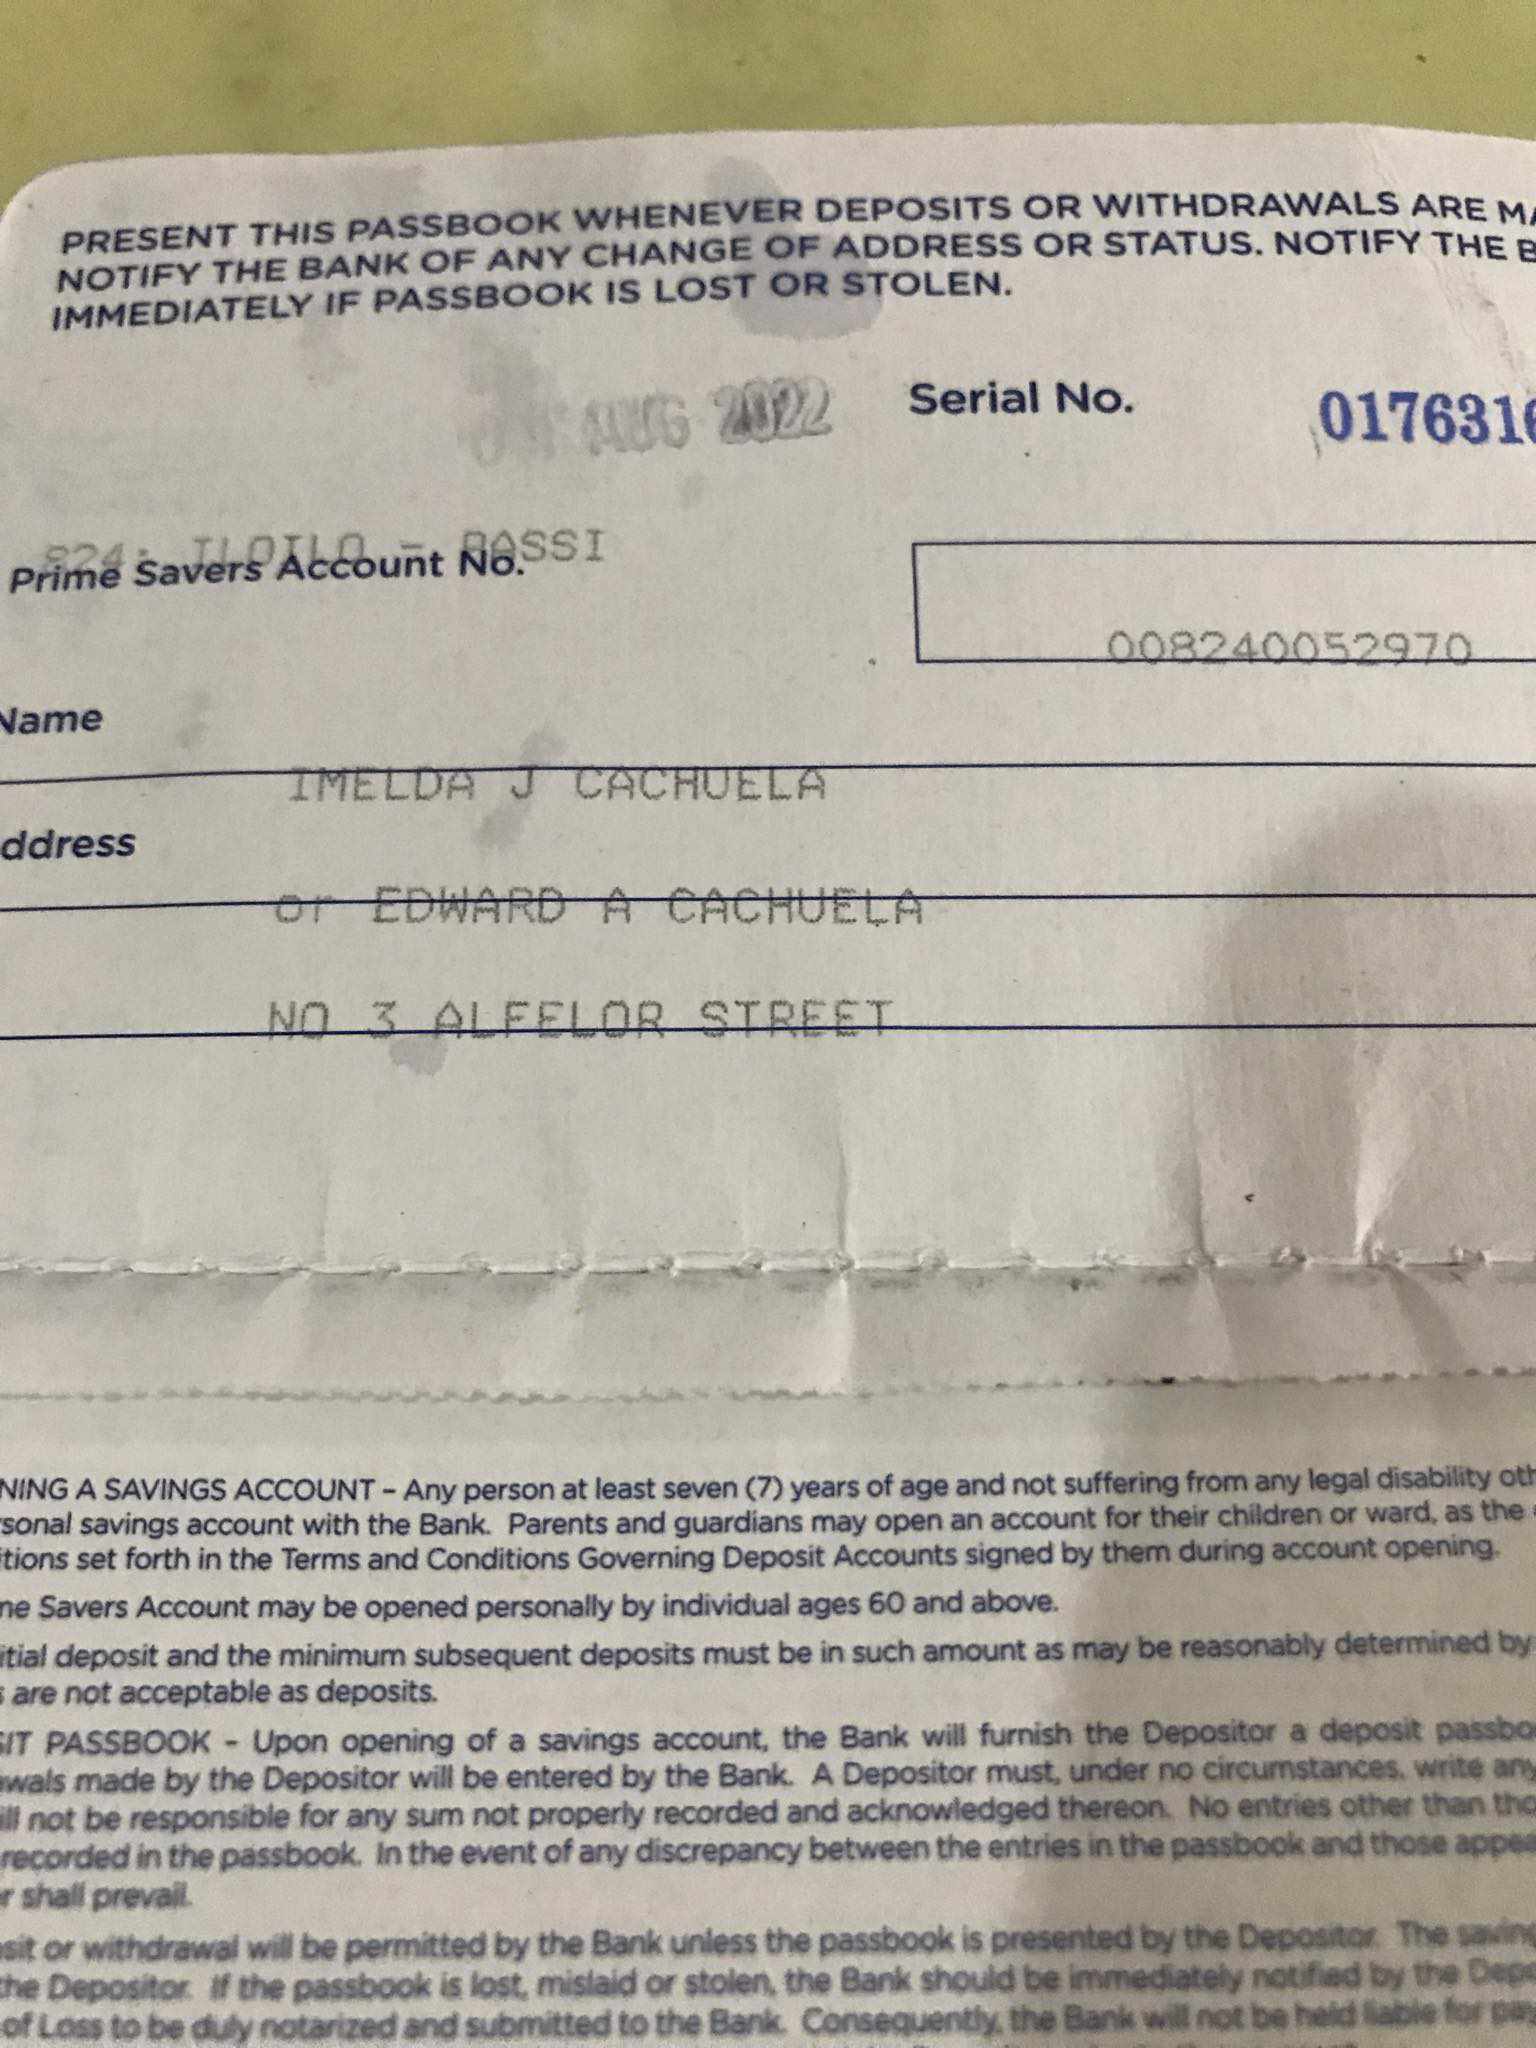 PRESENT THIS PASSBOOK WHENEVER DEPOSITS OR WITHDRAWALS ARE
NOTIFY THE BANK OF ANY CHANGE OF ADDRESS OR STATUS. NOTIFY THE
IMMEDIATELY IF PASSBOOK IS LOST OR STOLEN.
AUG 2022
Serial No. 0176316
824: ILOILO - PASSI
Prime Savers Account No.
008240052970
Name
IMELDA J CACHUELA
ddress
or EDWARD A CACHUELA
NO 3 ALFELOR STREET
NING A SAVINGS ACCOUNT – Any person at least seven (7) years of age and not suffering from any legal disability oth
rsonal savings account with the Bank. Parents and guardians may open an account for their children or ward, as the
itions set forth in the Terms and Conditions Governing Deposit Accounts signed by them during account opening.
me Savers Account may be opened personally by individual ages 60 and above.
itial deposit and the minimum subsequent deposits must be in such amount as may be reasonably determined by
s are not acceptable as deposits.
SIT PASSBOOK – Upon opening of a savings account, the Bank will furnish the Depositor a deposit passbo
awals made by the Depositor will be entered by the Bank. A Depositor must, under no circumstances, write any
ill not be responsible for any sum not properly recorded and acknowledged thereon. No entries other than tho
recorded in the passbook. In the event of any discrepancy between the entries in the passbook and those appea
r shall prevail.
osit or withdrawal will be permitted by the Bank unless the passbook is presented by the Depositor. The saving
the Depositor. If the passbook is lost, mislaid or stolen, the Bank should be immediately notified by the Depo
of Loss to be duly notarized and submitted to the Bank. Consequently, the Bank will not be held liable for pay